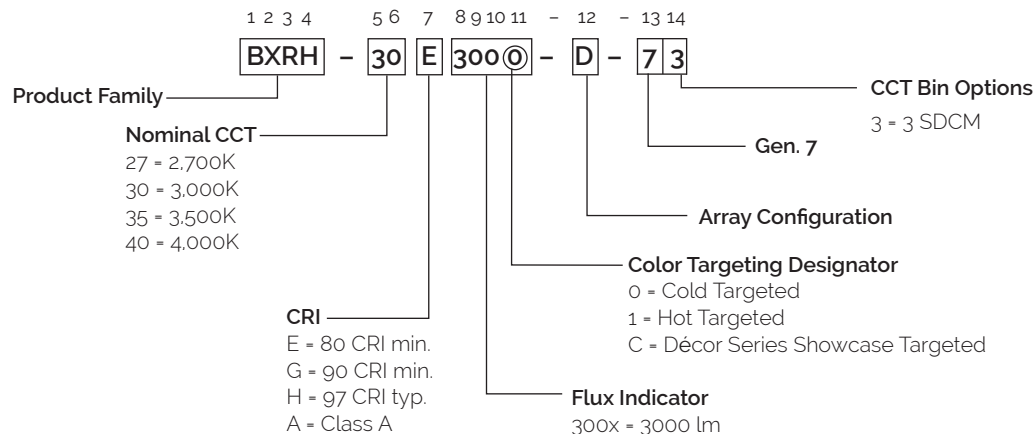 1 2 3 4 5 6 7 8 9 10 11 - 12 - 13 14
BXRH - 30 E 300 0 - D - 7 3
Product Family
CCT Bin Options
3 = 3 SDCM
Nominal CCT
27 = 2,700K
30 = 3,000K
35 = 3,500K
40 = 4,000K
Gen. 7
Array Configuration
Color Targeting Designator
0 = Cold Targeted
1 = Hot Targeted
C = Décor Series Showcase Targeted
CRI
E = 80 CRI min.
G = 90 CRI min.
H = 97 CRI typ.
A = Class A
Flux Indicator
300x = 3000 lm